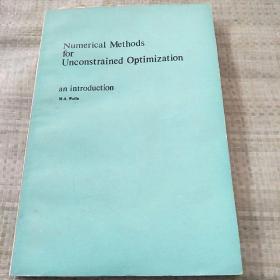 Numerical Methods
for
Unconstrained Optimization
an introduction
M.A. Wolfe